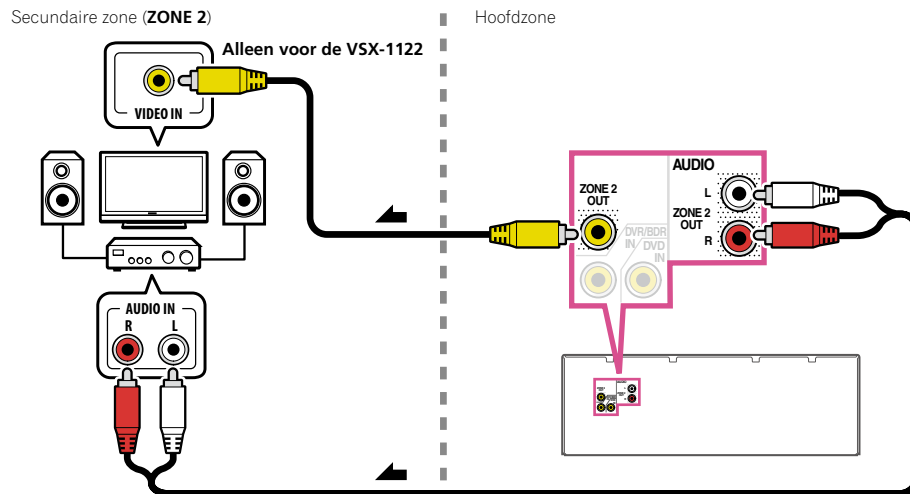 Secundaire zone (ZONE 2)
Hoofdzone
Alleen voor de VSX-1122
VIDEO IN
AUDIO
ZONE 2
OUT
L
ZONE 2
OUT
R
DVR/BDR
IN
DVD
IN
AUDIO IN
R L